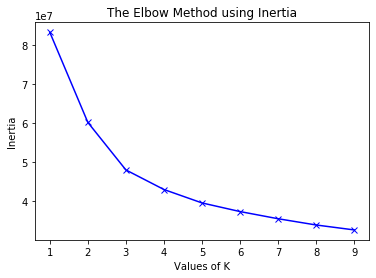 The Elbow Method using Inertia
1e7
8
7
6
5
4
Inertia
1 2 3 4 5 6 7 8 9
Values of K